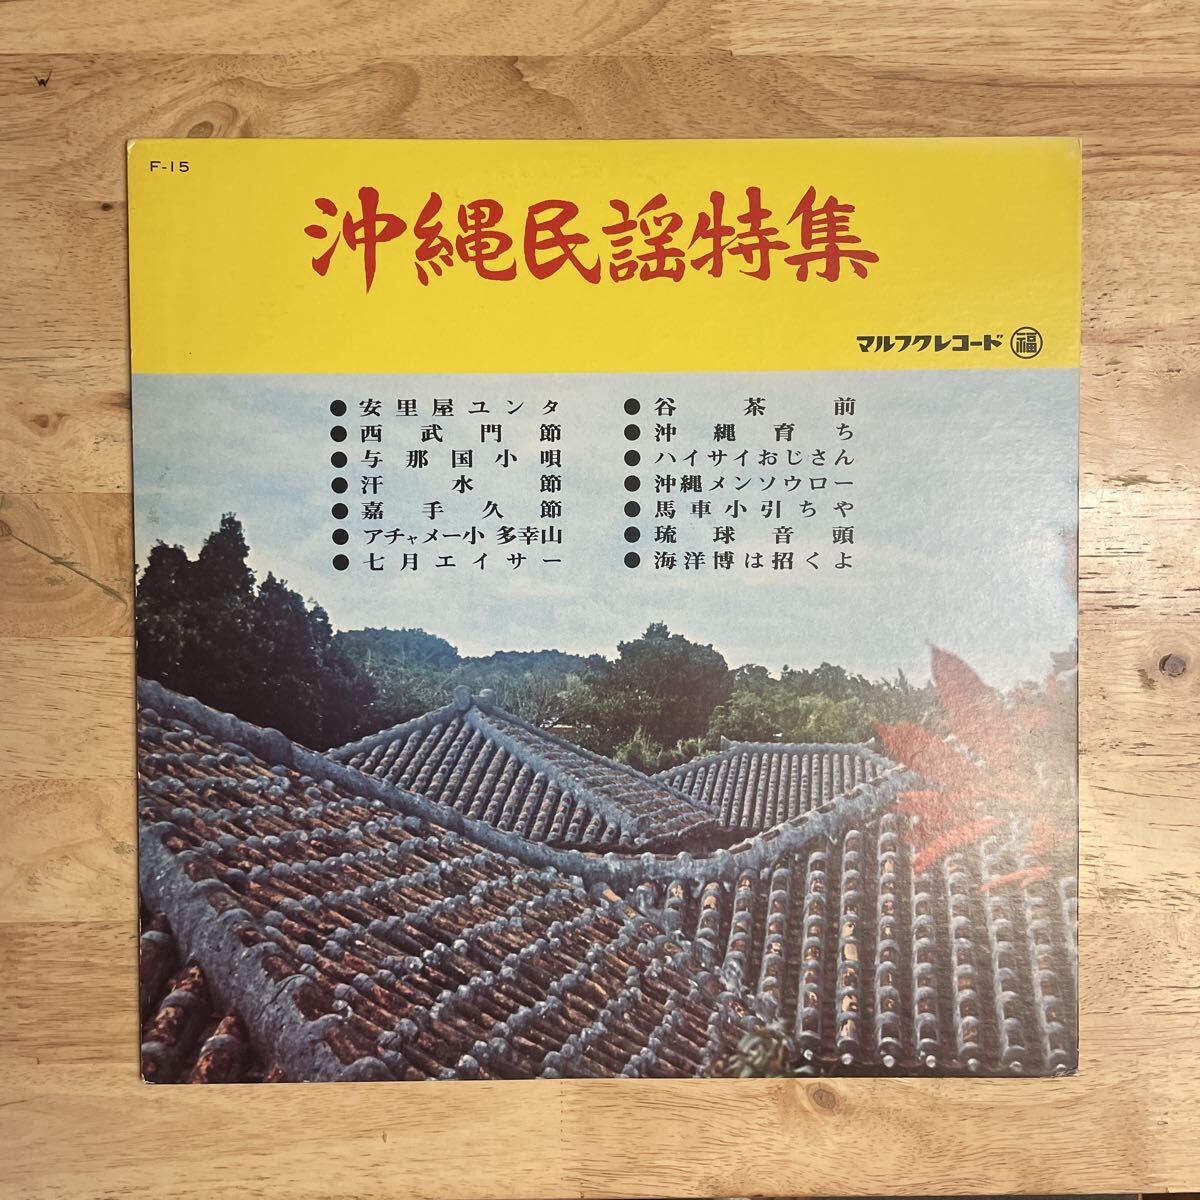 F-15
沖縄民謡特集
マルフクレコード 福
● 安里屋ユンタ
● 西武門節
● 与那国小唄
● 汗水節
● 嘉手久節
● アチャメー小 多幸山
● 七月エイサー
● 谷茶前
● 沖縄育ち
● ハイサイおじさん
● 沖縄メンソウロー
● 馬車小引ちや
● 琉球音頭
● 海洋博は招くよ